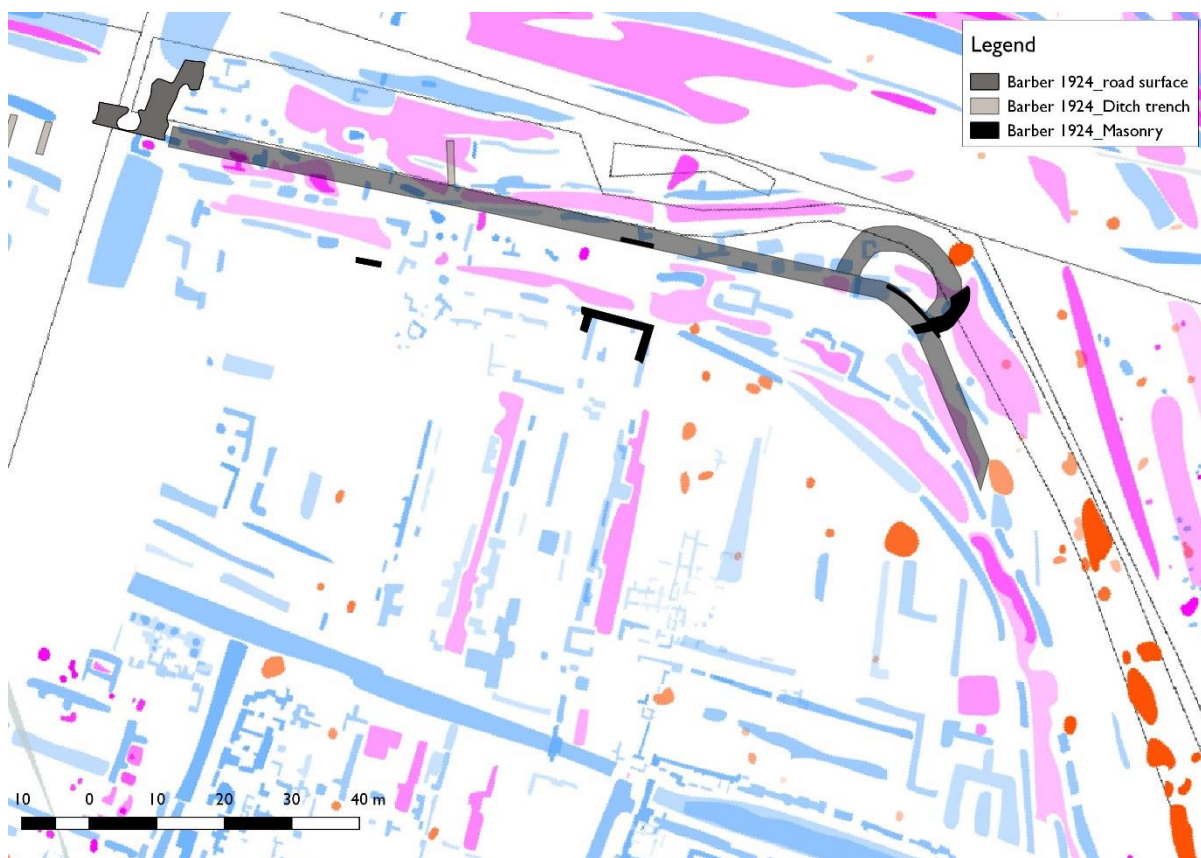 Legend
Barber 1924_road surface
Barber 1924_Ditch trench
Barber 1924_Masonry
10 0 10 20 30 40 m